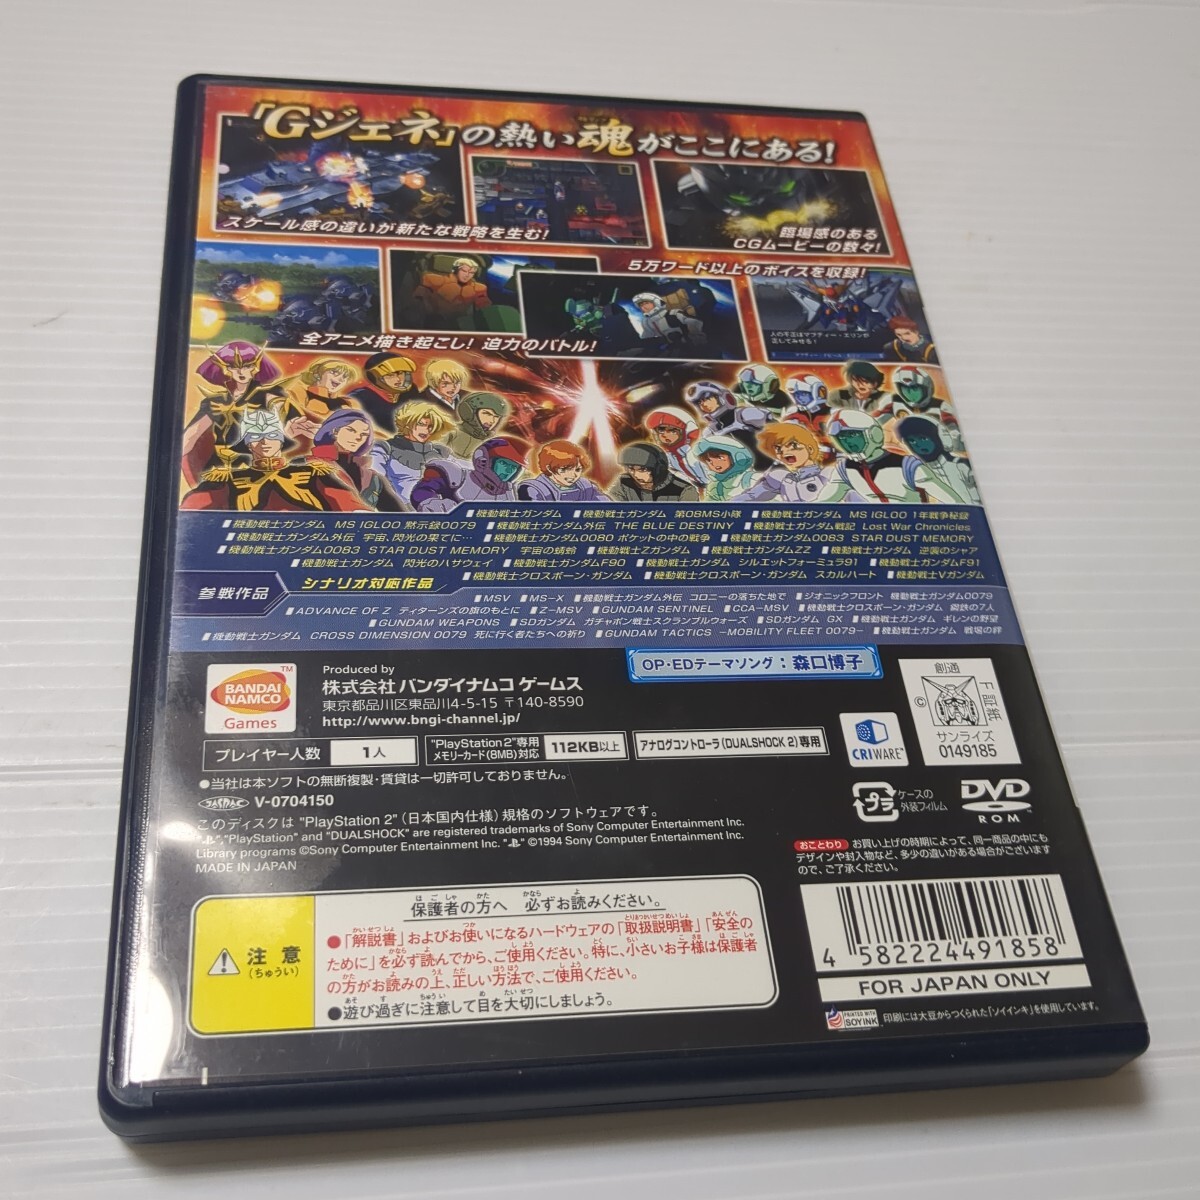 「Gジェネ」の熱い魂がここにある!
スケール感の違いが新たな戦略を生む!
臨場感のある
CGムービーの数々!
5万ワード以上のボイスを収録!
全アニメ描き起こし! 迫力のバトル!
■機動戦士ガンダム ■機動戦士ガンダム 第08MS小隊 ■機動戦士ガンダム MS IGLOO 1年戦争秘録
■機動戦士ガンダム MS IGLOO 黙示録0079 ■機動戦士ガンダム外伝 THE BLUE DESTINY ■機動戦士ガンダム戦記 Lost War Chronicles
■機動戦士ガンダム外伝 宇宙、閃光の果てに… ■機動戦士ガンダム0080 ポケットの中の戦争 ■機動戦士ガンダム0083 STAR DUST MEMORY
■機動戦士ガンダム0083 STAR DUST MEMORY 宇宙の蜻蛉 ■機動戦士Zガンダム ■機動戦士ガンダムZZ ■機動戦士ガンダム 逆襲のシャア
■機動戦士ガンダム 閃光のハサウェイ ■機動戦士ガンダムF90 ■機動戦士ガンダム シルエットフォーミュラ91 ■機動戦士ガンダムF91
■機動戦士クロスボーン・ガンダム ■機動戦士クロスボーン・ガンダム スカルハート ■機動戦士Vガンダム
参戦作品 シナリオ対応作品
■MSV ■MS-X ■機動戦士ガンダム外伝 コロニーの落ちた地で ■ジオニックフロント 機動戦士ガンダム0079
■ADVANCE OF Z ティターンズの旗のもとに ■Z-MSV ■GUNDAM SENTINEL ■CCA-MSV ■機動戦士クロスボーン・ガンダム 鋼鉄の7人
■GUNDAM WEAPONS ■SDガンダム ガチャポン戦士スクランブルウォーズ ■SDガンダム GX ■機動戦士ガンダム ギレンの野望
■機動戦士ガンダム CROSS DIMENSION 0079 死に行く者たちへの祈り ■GUNDAM TACTICS −MOBILITY FLEET 0079− ■機動戦士ガンダム 戦場の絆
OP・EDテーマソング:森口博子
BANDAI
NAMCO
Games
TM
Produced by
株式会社 バンダイナムコ ゲームス
東京都品川区東品川4-5-15 〒140-8590
http://www.bngi-channel.jp/
創通
©
サンライズ
0149185
CRIWARE
プレイヤー人数 1人
"PlayStation 2"専用
メモリーカード(8MB)対応
112KB以上
アナログコントローラ(DUALSHOCK 2)専用
●当社は本ソフトの無断複製・賃貸は一切許可しておりません。
V-0704150
このディスクは "PlayStation 2" (日本国内仕様) 規格のソフトウェアです。
" ","PlayStation" and "DUALSHOCK" are registered trademarks of Sony Computer Entertainment Inc.
Library programs ©Sony Computer Entertainment Inc. " " ©1994 Sony Computer Entertainment Inc.
MADE IN JAPAN
プラ
ケースの
外装フィルム
DVD
ROM
おことわり お買い上げの時期によって、同一商品の中にも
デザインや封入物など、多少の違いがある場合がございます
ので、ご了承ください。
注意
(ちゅうい)
保護者の方へ 必ずお読みください。
●「解説書」およびお使いになるハードウェアの「取扱説明書」「安全の
ために」を必ず読んでから、ご使用ください。特に、小さいお子様は保護者
の方がお読みの上、正しい方法で、ご使用ください。
●遊び過ぎに注意して目を大切にしましょう。
4 582224 491858
FOR JAPAN ONLY
PRINTED WITH
SOY INK
印刷には大豆からつくられた「ソイインキ」を使用しています。